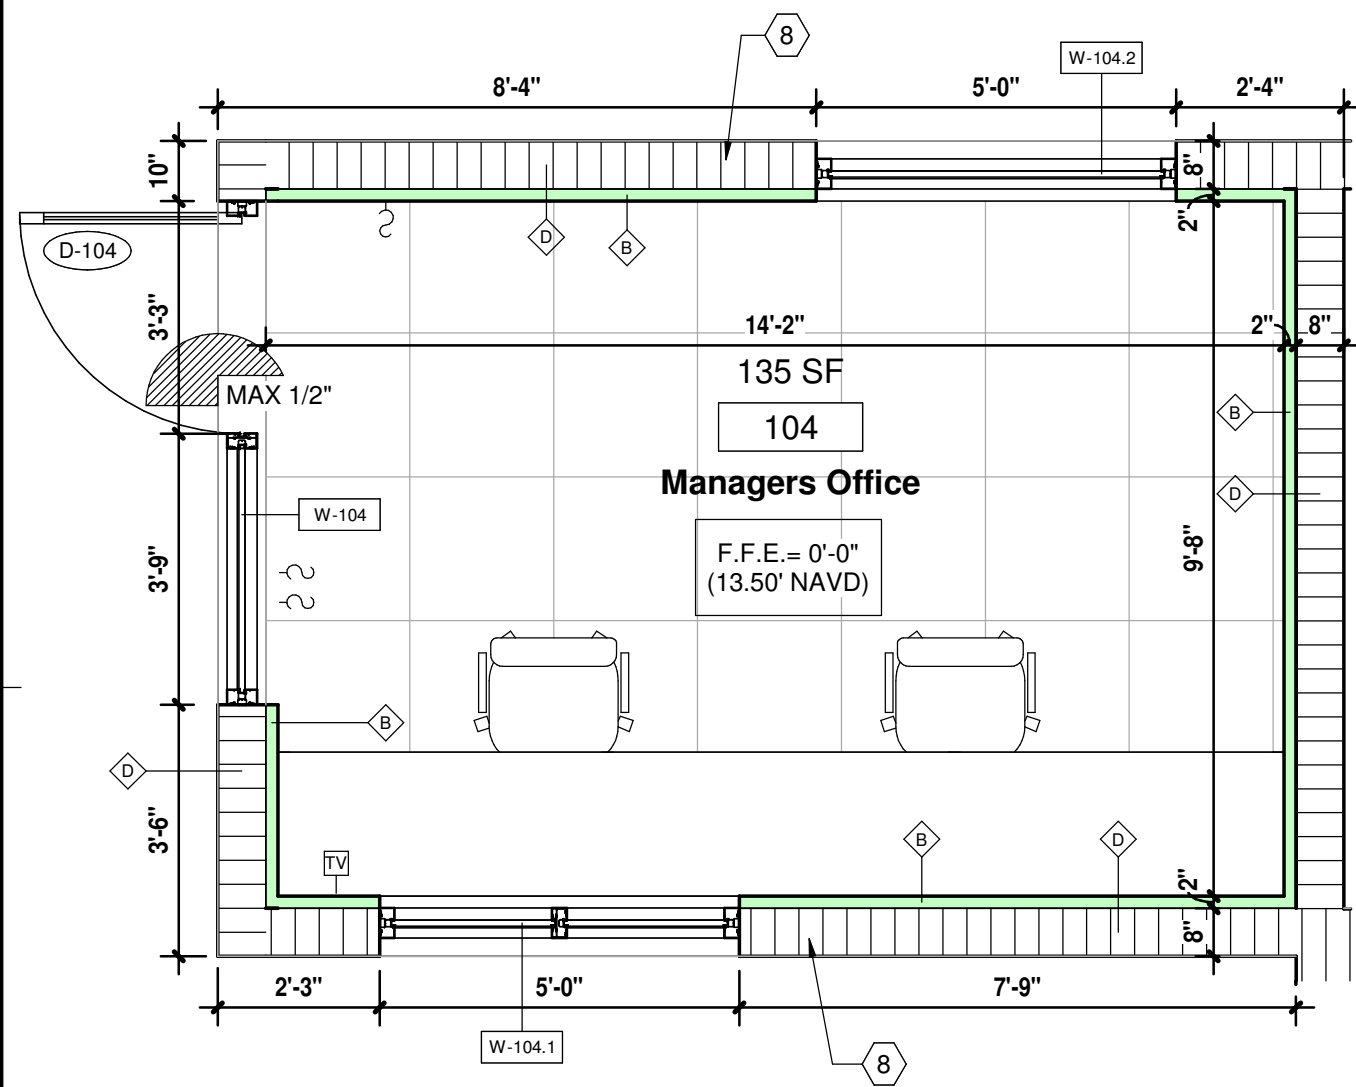 8
W-104.2
8'-4"
5'-0"
2'-4"
10"
8"
D
B
2"
D-104
3'-3"
14'-2"
2"
8"
135 SF
MAX 1/2"
104
B
Managers Office
D
W-104
F.F.E.= 0'-0"
(13.50' NAVD)
9'-8"
3'-9"
B
D
3'-6"
B
D
TV
2"
8"
2'-3"
5'-0"
7'-9"
W-104.1
8